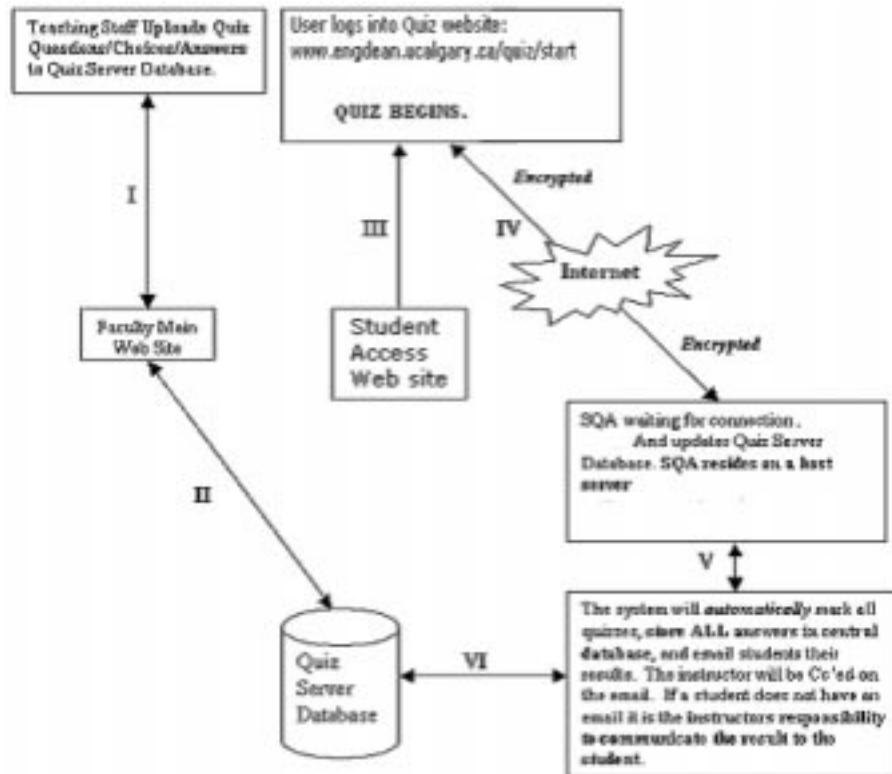 Teaching Staff Uploads Quiz
Questions/Choices/Answers
to Quiz Server Database.
User logs into Quiz website:
www.engdean.ucalgary.ca/quiz/start
QUIZ BEGINS.
I
III
Encrypted
IV
Internet
Faculty Main
Web Site
Student
Access
Web site
Encrypted
SQA waiting for connection.
And updates Quiz Server
Database. SQA resides on a host
server
II
V
The system will automatically mark all
quizzes, store ALL answers in central
database, and email students their
results. The instructor will be Cc'ed on
the email. If a student does not have an
email it is the instructors responsibility
to communicate the result to the
student.
VI
Quiz
Server
Database